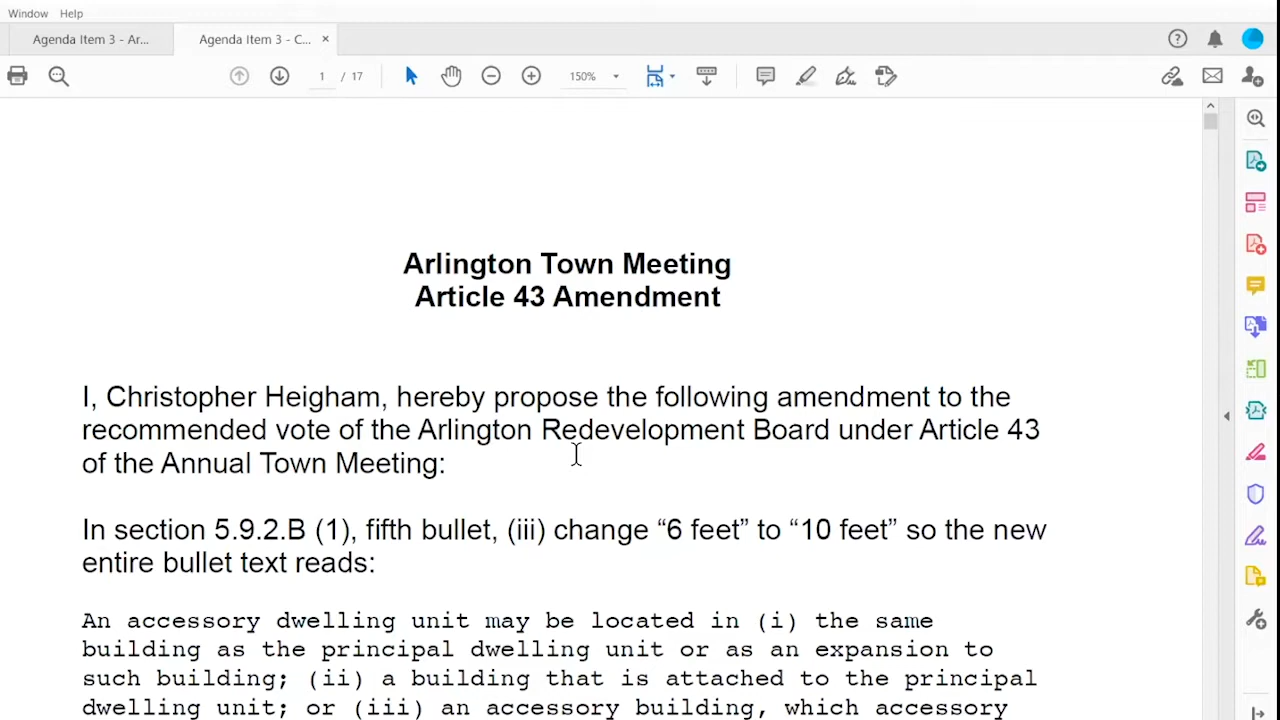 Window Help
Agenda Item 3 - Ar...
Agenda Item 3 - C... ×
1 / 17
150%
Arlington Town Meeting
Article 43 Amendment
I, Christopher Heigham, hereby propose the following amendment to the
recommended vote of the Arlington Redevelopment Board under Article 43
of the Annual Town Meeting:
In section 5.9.2.B (1), fifth bullet, (iii) change “6 feet” to “10 feet” so the new
entire bullet text reads:
An accessory dwelling unit may be located in (i) the same
building as the principal dwelling unit or as an expansion to
such building; (ii) a building that is attached to the principal
dwelling unit; or (iii) an accessory building, which accessory